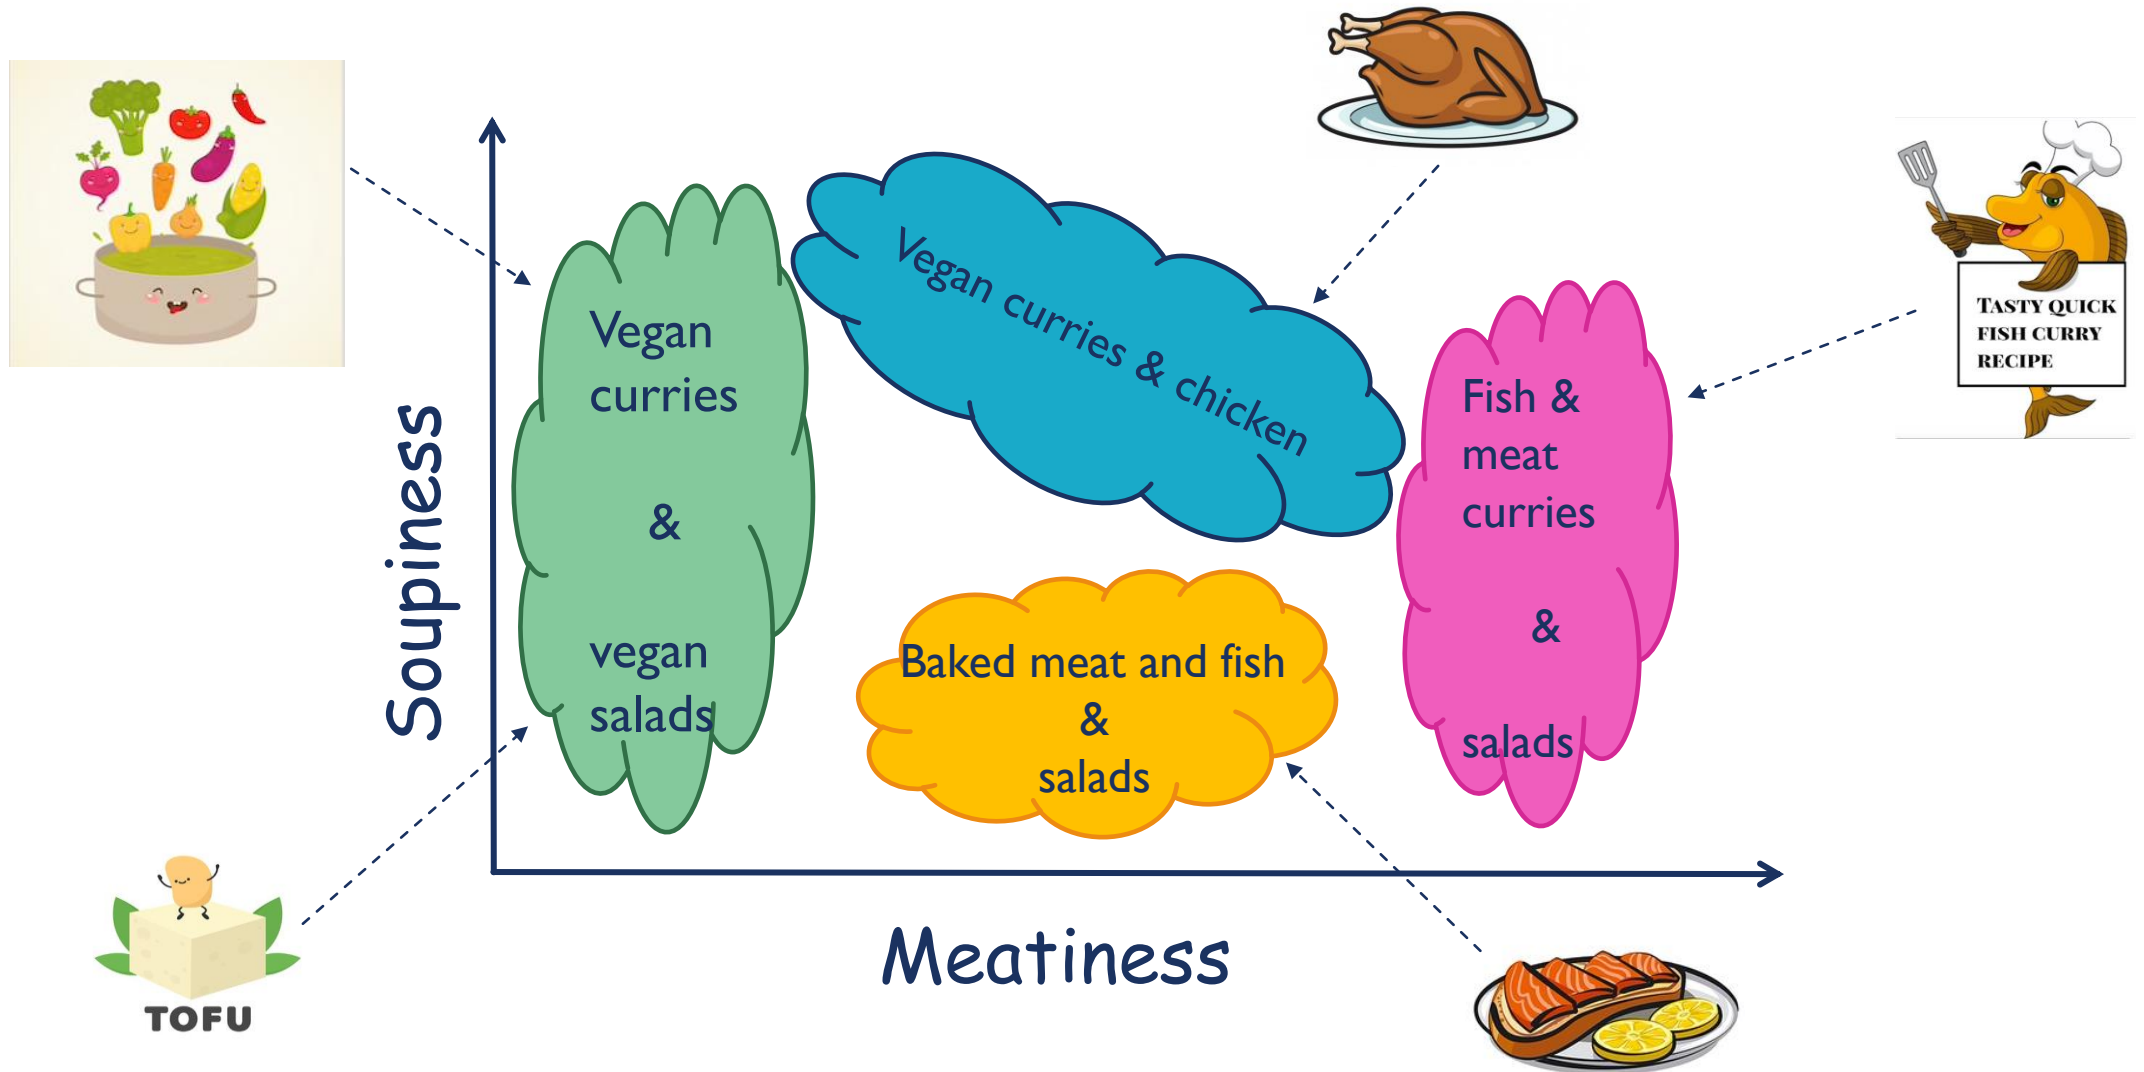 Vegan
curries
&
vegan
salads
Vegan curries & chicken
Fish &
meat
curries
&
salads
Baked meat and fish
&
salads
Soupiness
Meatiness
TASTY QUICK
FISH CURRY
RECIPE
TOFU